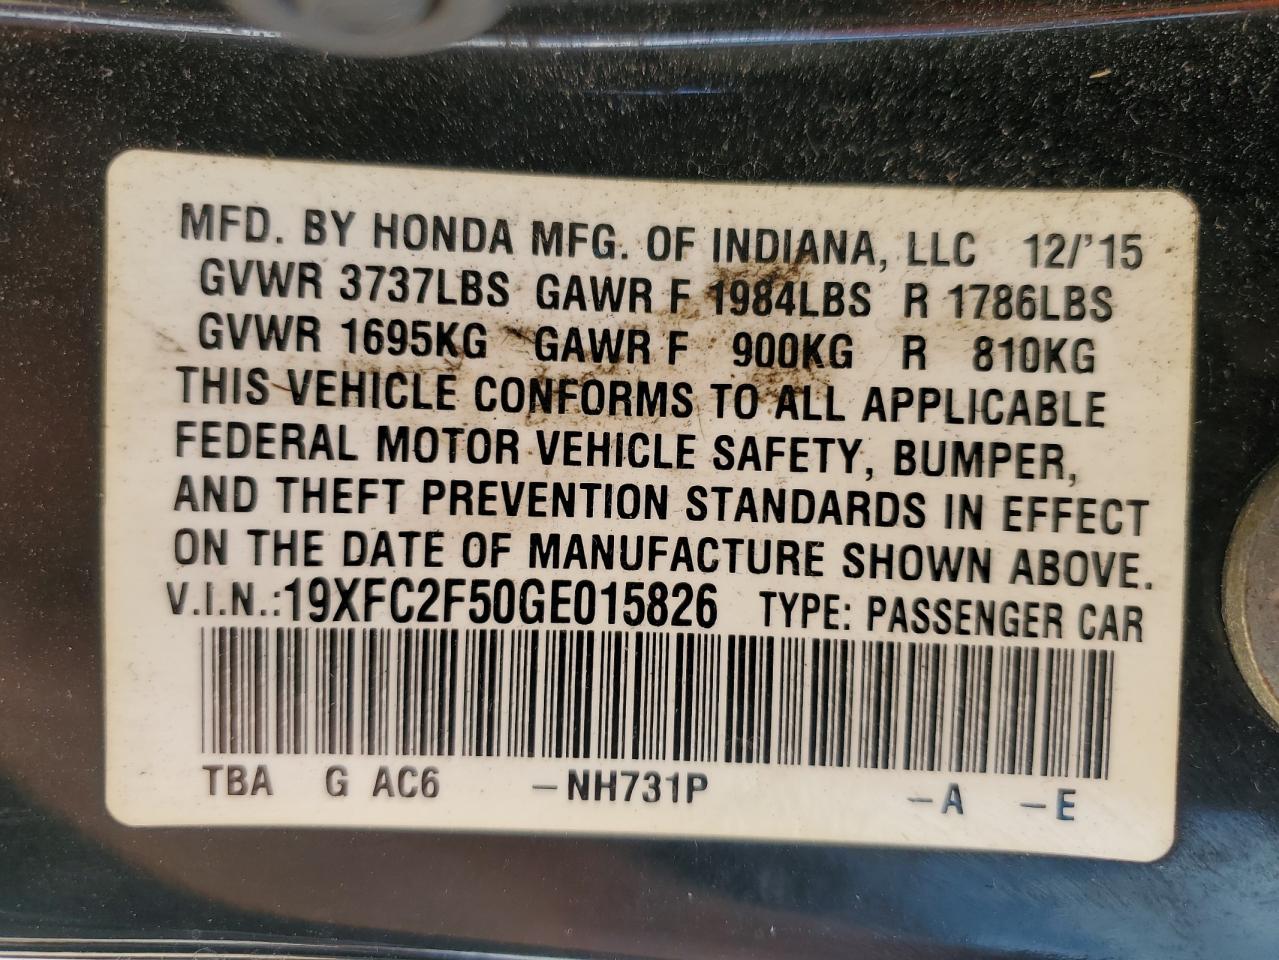 MFD. BY HONDA MFG. OF INDIANA, LLC 12/'15
GVWR 3737LBS GAWR F 1984LBS R 1786LBS
GVWR 1695KG GAWR F 900KG R 810KG
THIS VEHICLE CONFORMS TO ALL APPLICABLE
FEDERAL MOTOR VEHICLE SAFETY, BUMPER,
AND THEFT PREVENTION STANDARDS IN EFFECT
ON THE DATE OF MANUFACTURE SHOWN ABOVE.
V.I.N.:19XFC2F50GE015826 TYPE: PASSENGER CAR
TBA G AC6 –NH731P –A –E